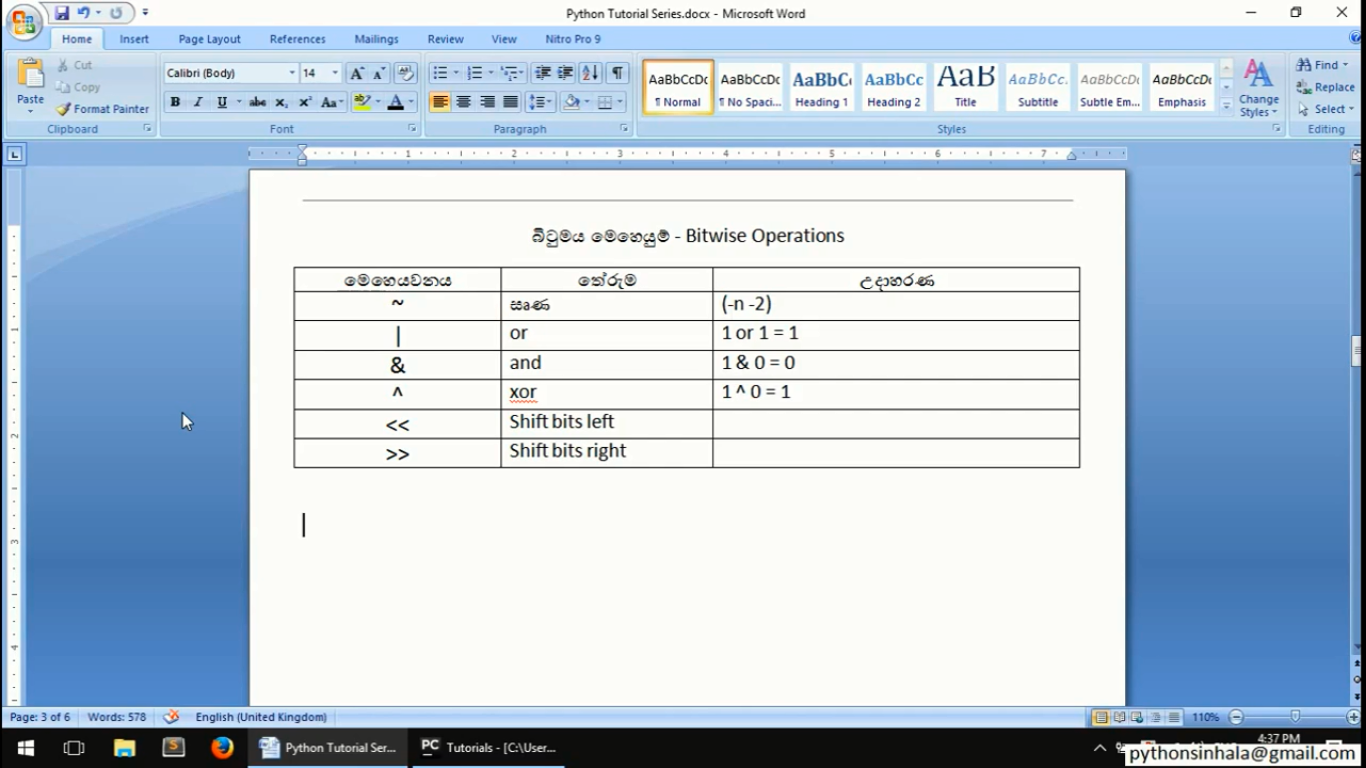 Python Tutorial Series.docx - Microsoft Word
Home Insert Page Layout References Mailings Review View Nitro Pro 9
Paste
Cut
Copy
Format Painter
Clipboard
Calibri (Body) 14
Font
Paragraph
AaBbCcDc AaBbCcDc AaBbC( AaBbCc AaB AaBbCc. AaBbCcDc AaBbCcDc
¶ Normal ¶ No Spaci... Heading 1 Heading 2 Title Subtitle Subtle Em... Emphasis
Change Styles
Styles
Find
Replace
Select
Editing
බිටුමය මෙහෙයුම් - Bitwise Operations
මෙහෙයවනය තේරුම උදාහරණ
~ සෘණ (-n -2)
| or 1 or 1 = 1
& and 1 & 0 = 0
^ xor 1 ^ 0 = 1
<< Shift bits left
>> Shift bits right
Page: 3 of 6 Words: 578 English (United Kingdom) 110%
Python Tutorial Ser... Tutorials - [C:\User...
4:37 PM
pythonsinhala@gmail.com